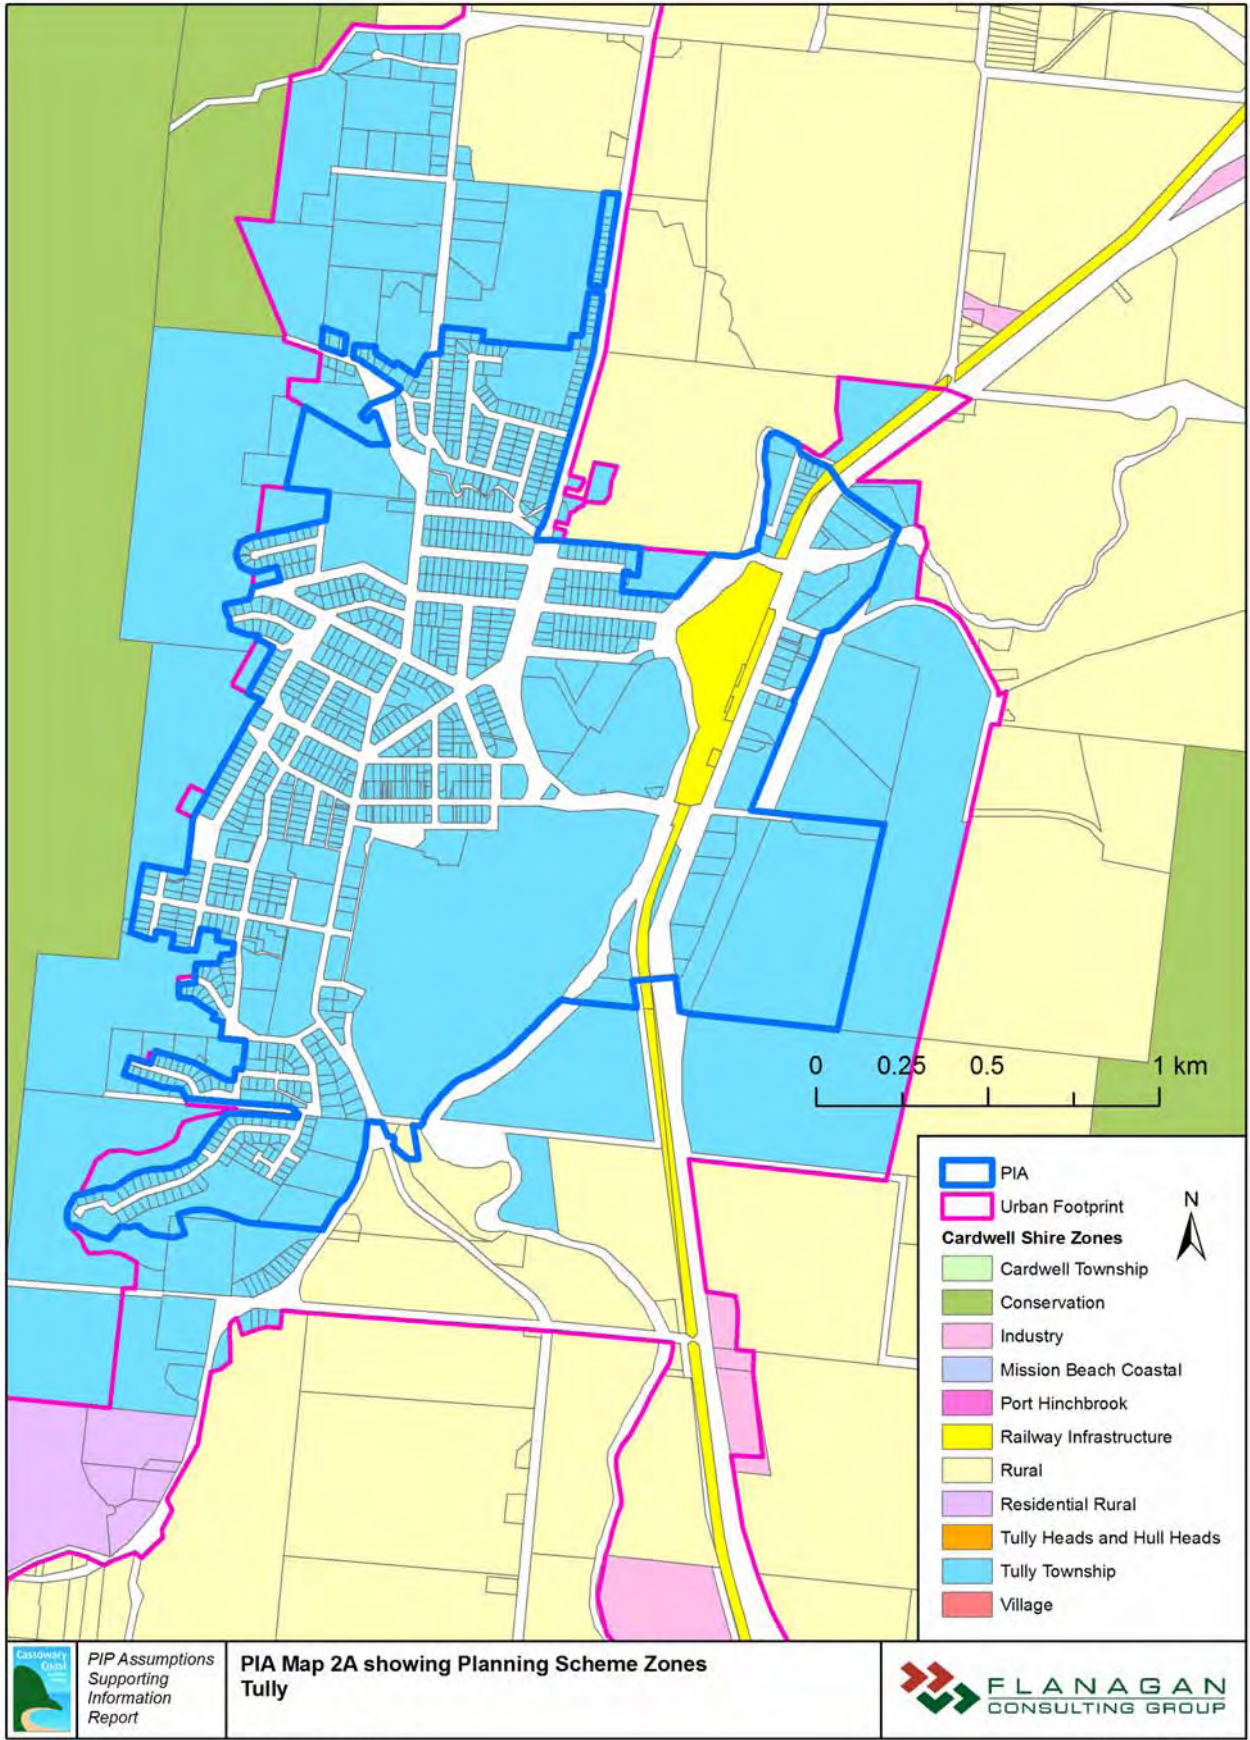 0 0.25 0.5 1 km
PIA
Urban Footprint
N
Cardwell Shire Zones
Cardwell Township
Conservation
Industry
Mission Beach Coastal
Port Hinchbrook
Railway Infrastructure
Rural
Residential Rural
Tully Heads and Hull Heads
Tully Township
Village
Cassowary
Coast
PIP Assumptions
Supporting
Information
Report
PIA Map 2A showing Planning Scheme Zones
Tully
FLANAGAN
CONSULTING GROUP